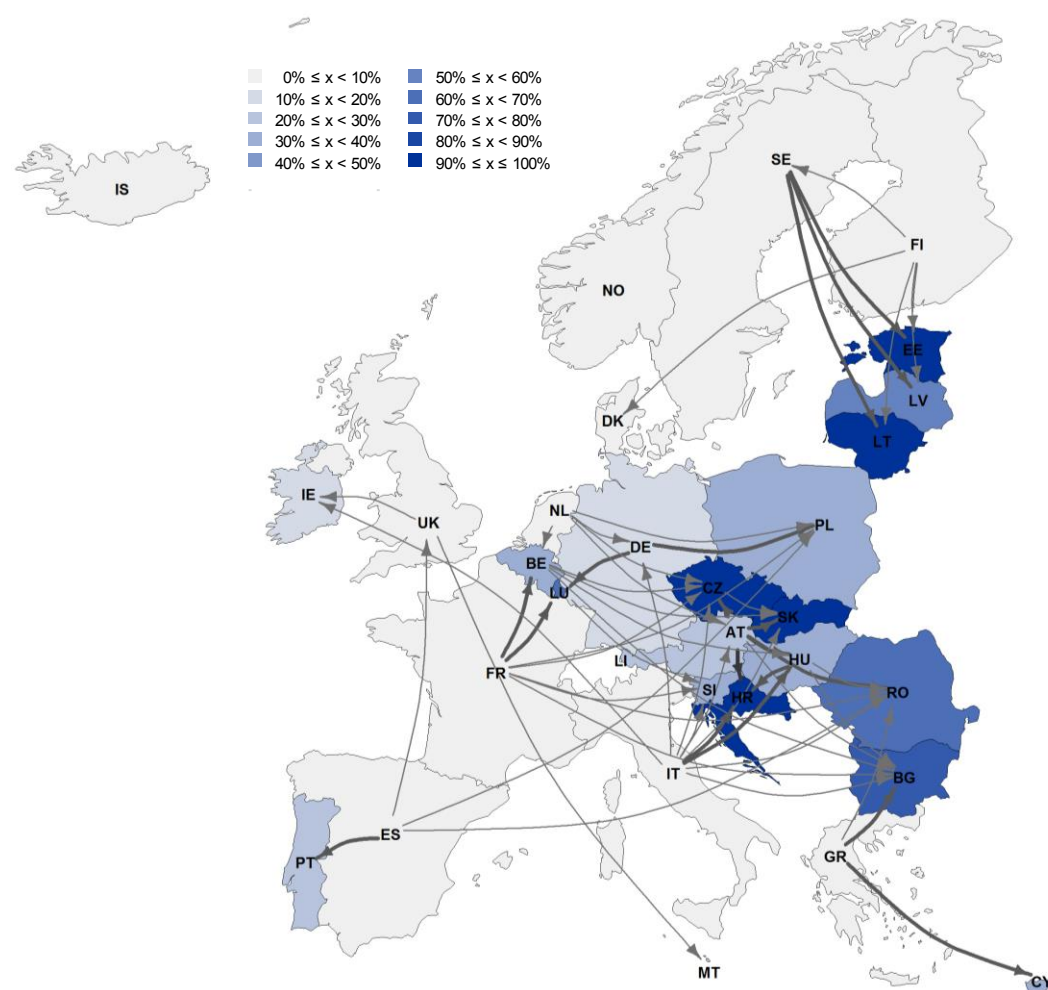 0% ≤ x < 10%
10% ≤ x < 20%
20% ≤ x < 30%
30% ≤ x < 40%
40% ≤ x < 50%
50% ≤ x < 60%
60% ≤ x < 70%
70% ≤ x < 80%
80% ≤ x < 90%
90% ≤ x ≤ 100%
SE
IS
FI
NO
EE
LV
DK
LT
IE
NL
UK
PL
DE
BE
CZ
LU
SK
AT
LI
HU
FR
SI
HR
RO
IT
BG
ES
PT
GR
MT
CY